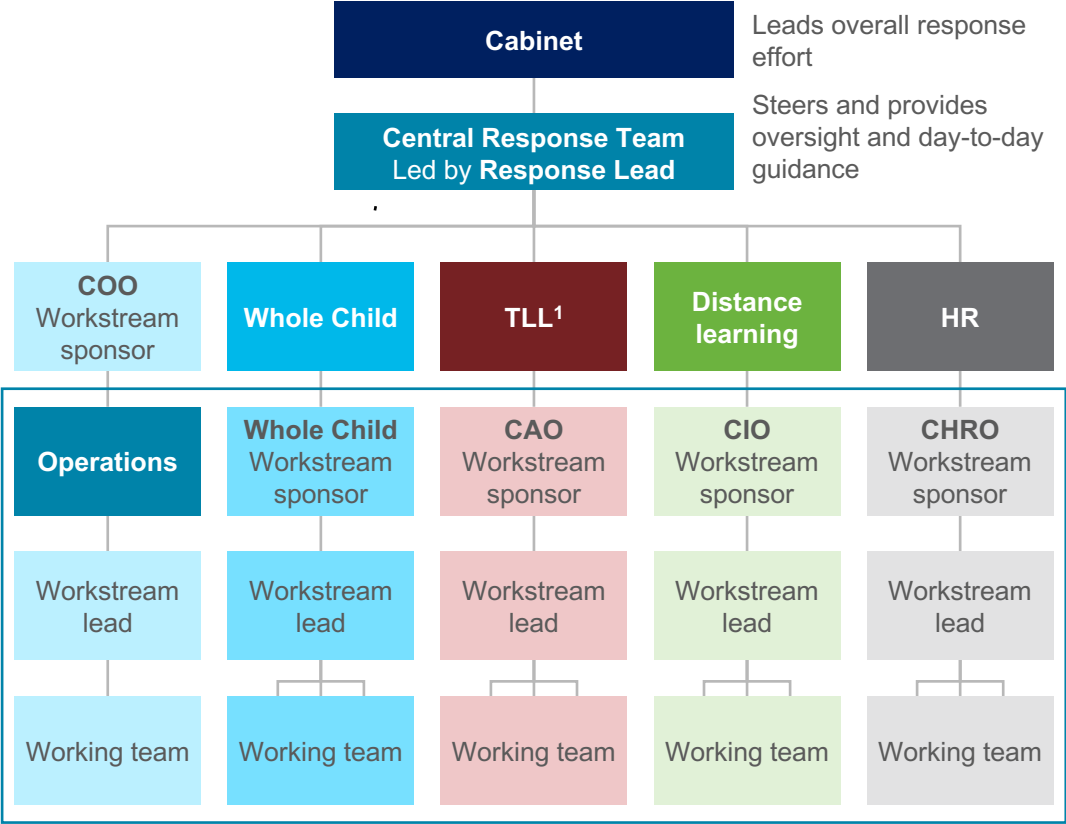 Cabinet
Leads overall response
effort
Central Response Team
Led by Response Lead
Steers and provides
oversight and day-to-day
guidance
COO
Workstream
sponsor
Whole Child
TLL¹
Distance
learning
HR
Operations
Whole Child
Workstream
sponsor
CAO
Workstream
sponsor
CIO
Workstream
sponsor
CHRO
Workstream
sponsor
Workstream
lead
Workstream
lead
Workstream
lead
Workstream
lead
Workstream
lead
Working team
Working team
Working team
Working team
Working team